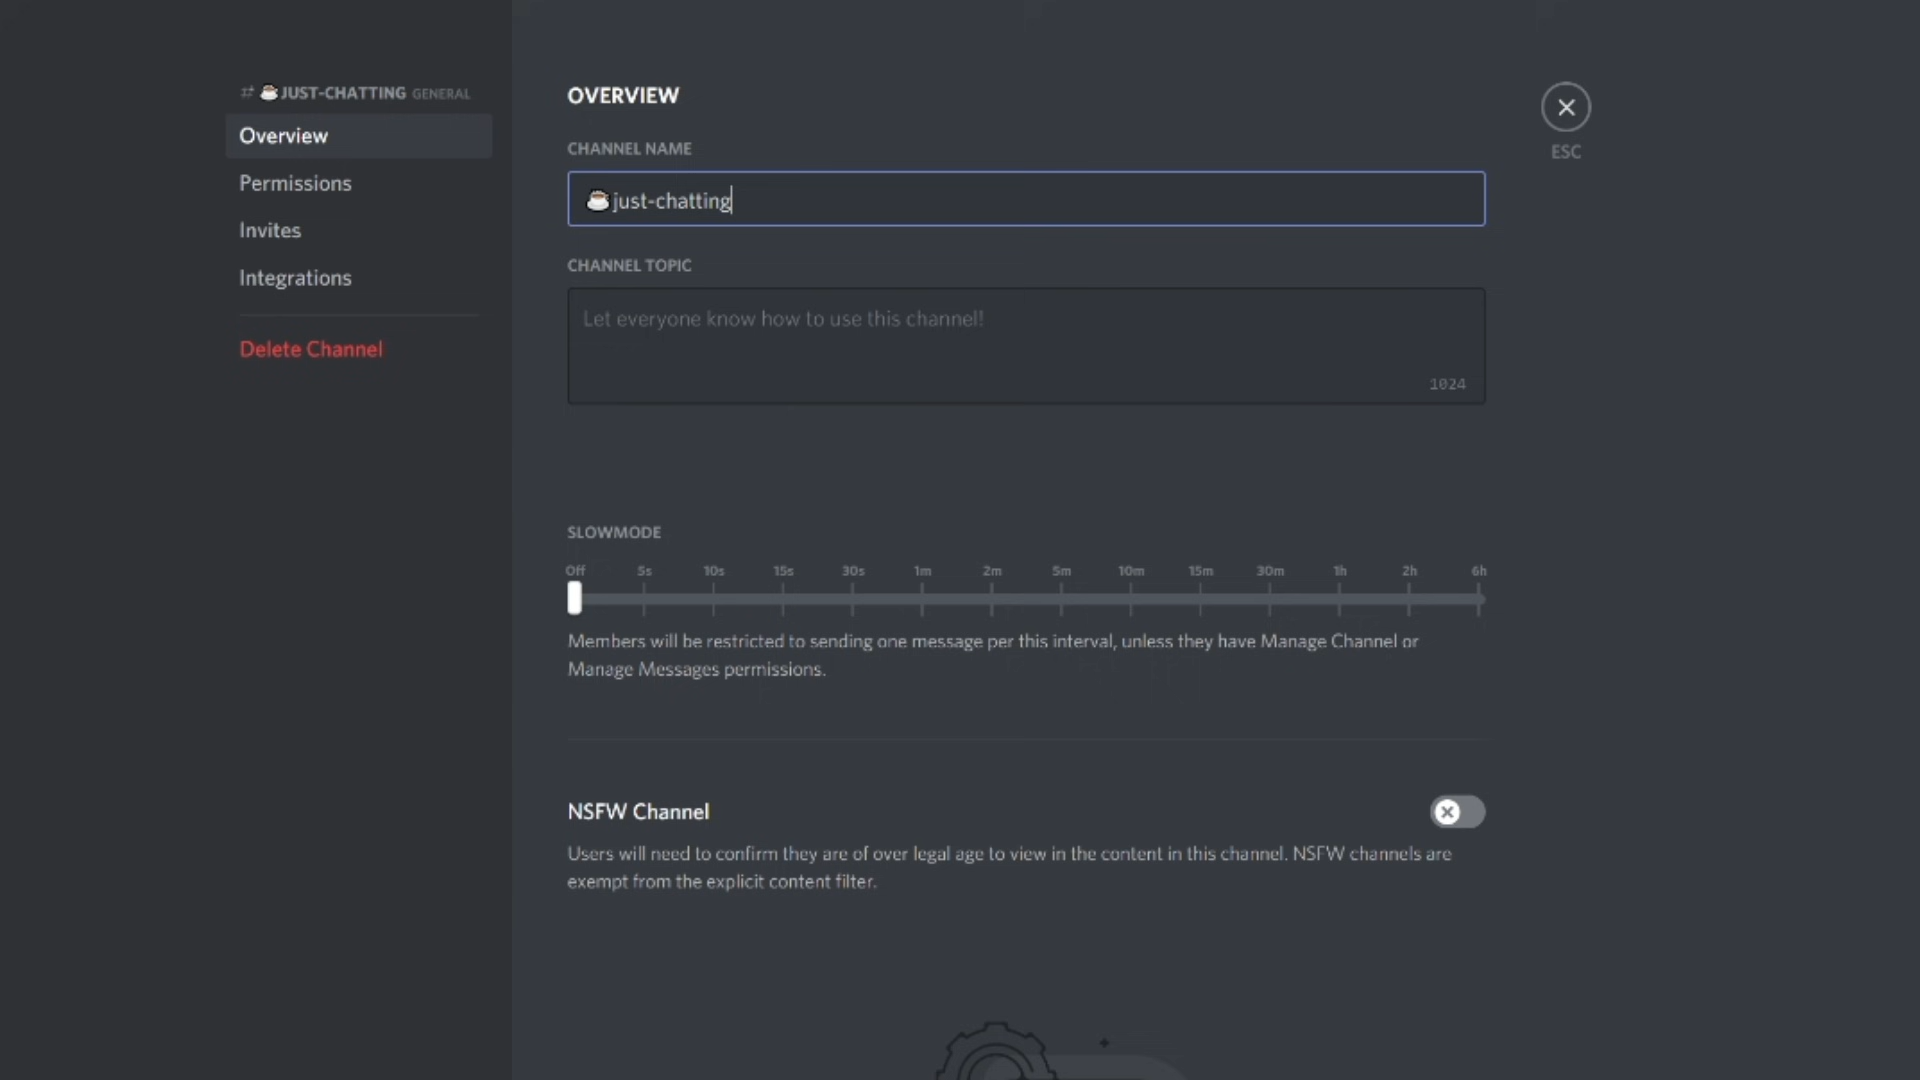 # ☕JUST-CHATTING GENERAL
Overview
Permissions
Invites
Integrations
Delete Channel
OVERVIEW
CHANNEL NAME
☕just-chatting
CHANNEL TOPIC
Let everyone know how to use this channel!
1024
SLOWMODE
Off 5s 10s 15s 30s 1m 2m 5m 10m 15m 30m 1h 2h 6h
Members will be restricted to sending one message per this interval, unless they have Manage Channel or
Manage Messages permissions.
NSFW Channel
Users will need to confirm they are of over legal age to view in the content in this channel. NSFW channels are
exempt from the explicit content filter.
ESC